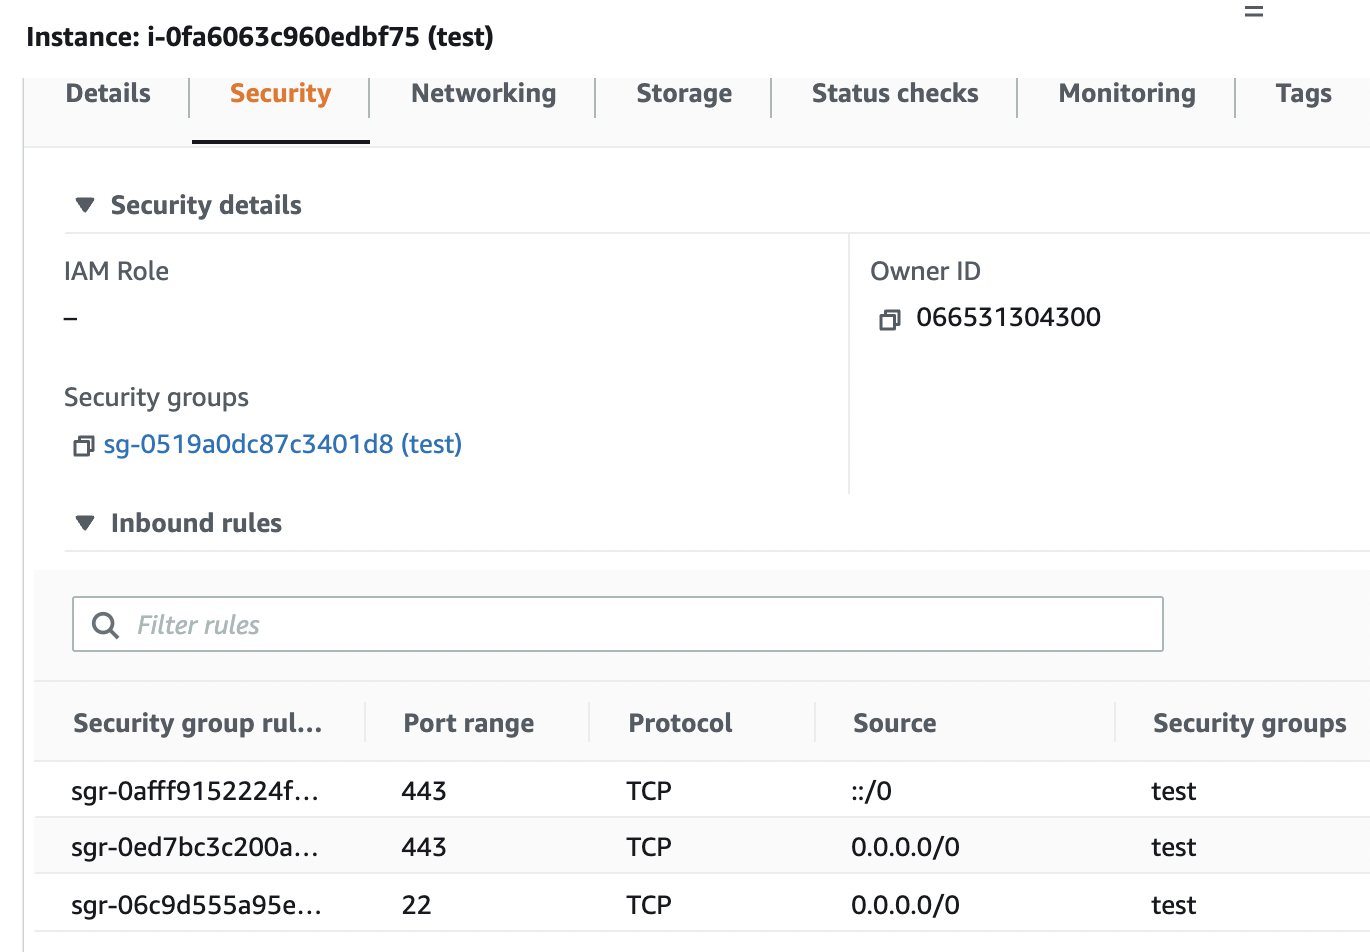 Instance: i-0fa6063c960edbf75 (test)
Details Security Networking Storage Status checks Monitoring Tags
Security details
IAM Role Owner ID
– 066531304300
Security groups
sg-0519a0dc87c3401d8 (test)
Inbound rules
Filter rules
Security group rul... Port range Protocol Source Security groups
sgr-0afff9152224f... 443 TCP ::/0 test
sgr-0ed7bc3c200a... 443 TCP 0.0.0.0/0 test
sgr-06c9d555a95e... 22 TCP 0.0.0.0/0 test